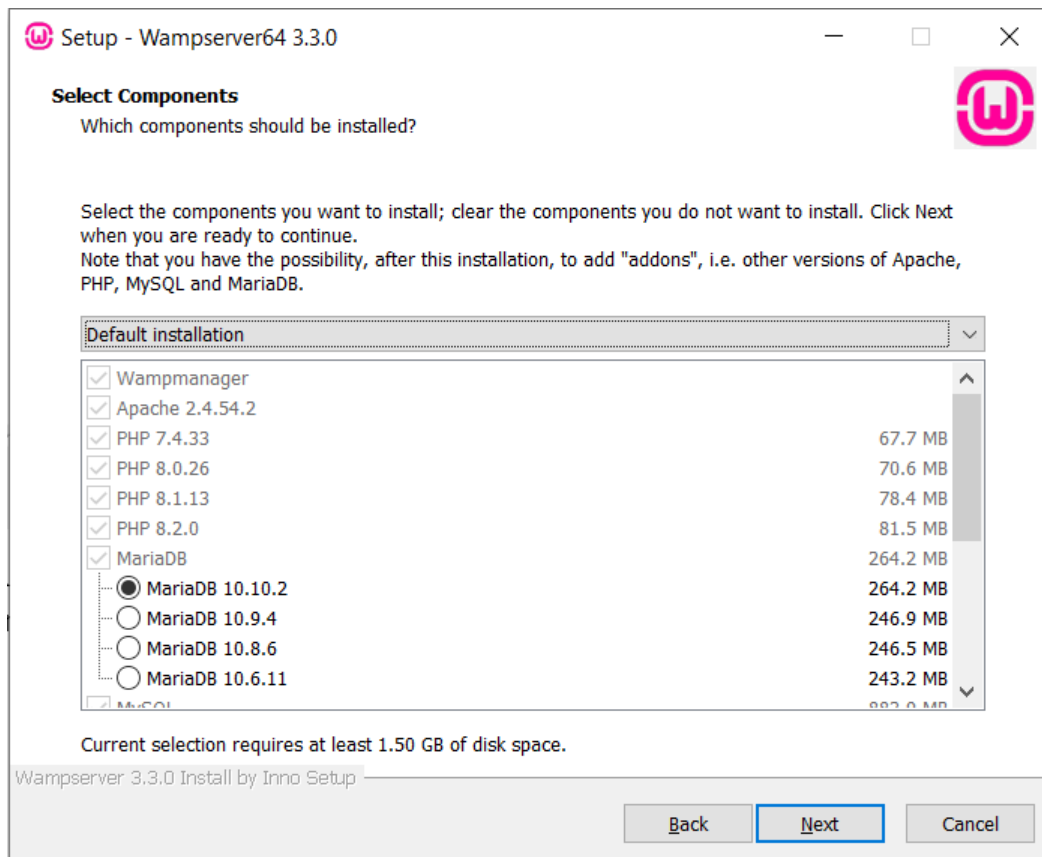 Setup - Wampserver64 3.3.0
Select Components
Which components should be installed?
Select the components you want to install; clear the components you do not want to install. Click Next
when you are ready to continue.
Note that you have the possibility, after this installation, to add "addons", i.e. other versions of Apache,
PHP, MySQL and MariaDB.
Default installation
Wampmanager
Apache 2.4.54.2
PHP 7.4.33 67.7 MB
PHP 8.0.26 70.6 MB
PHP 8.1.13 78.4 MB
PHP 8.2.0 81.5 MB
MariaDB 264.2 MB
MariaDB 10.10.2 264.2 MB
MariaDB 10.9.4 246.9 MB
MariaDB 10.8.6 246.5 MB
MariaDB 10.6.11 243.2 MB
MySQL
Current selection requires at least 1.50 GB of disk space.
Wampserver 3.3.0 Install by Inno Setup
Back Next Cancel